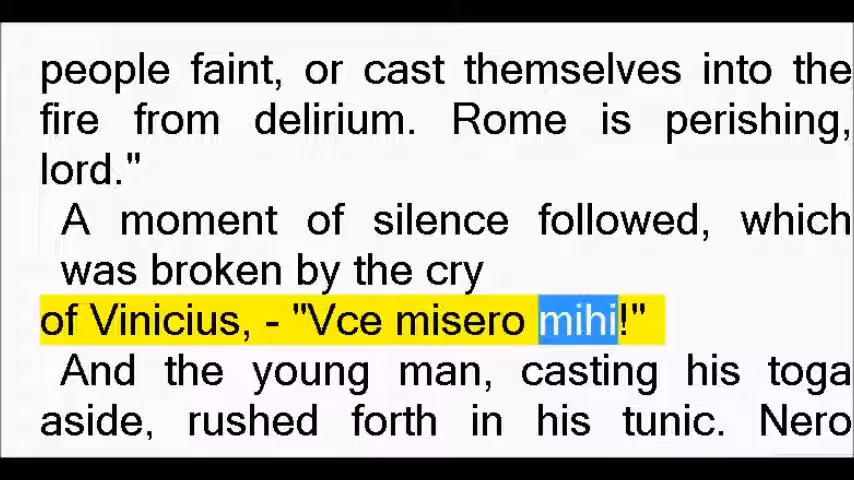 people faint, or cast themselves into the
fire from delirium. Rome is perishing,
lord."
A moment of silence followed, which
was broken by the cry
of Vinicius, - "Vce misero mihi!"
And the young man, casting his toga
aside, rushed forth in his tunic. Nero